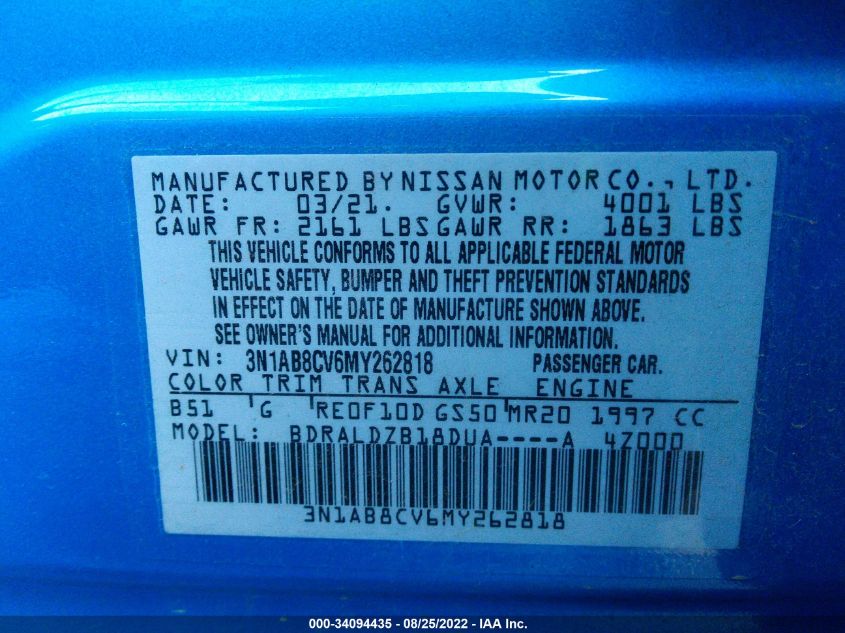 MANUFACTURED BY NISSAN MOTOR CO., LTD.
DATE: 03/21. GVWR: 4001 LBS
GAWR FR: 2161 LBS GAWR RR: 1863 LBS
THIS VEHICLE CONFORMS TO ALL APPLICABLE FEDERAL MOTOR
VEHICLE SAFETY, BUMPER AND THEFT PREVENTION STANDARDS
IN EFFECT ON THE DATE OF MANUFACTURE SHOWN ABOVE.
SEE OWNER'S MANUAL FOR ADDITIONAL INFORMATION.
VIN: 3N1AB8CV6MY262818 PASSENGER CAR.
COLOR TRIM TRANS AXLE ENGINE
B51 G RE0F10D GS50 MR20 1997 CC
MODEL: BDRALDZB18DUA----A 4Z000
3N1AB8CV6MY262818
000-34094435 - 08/25/2022 - IAA Inc.